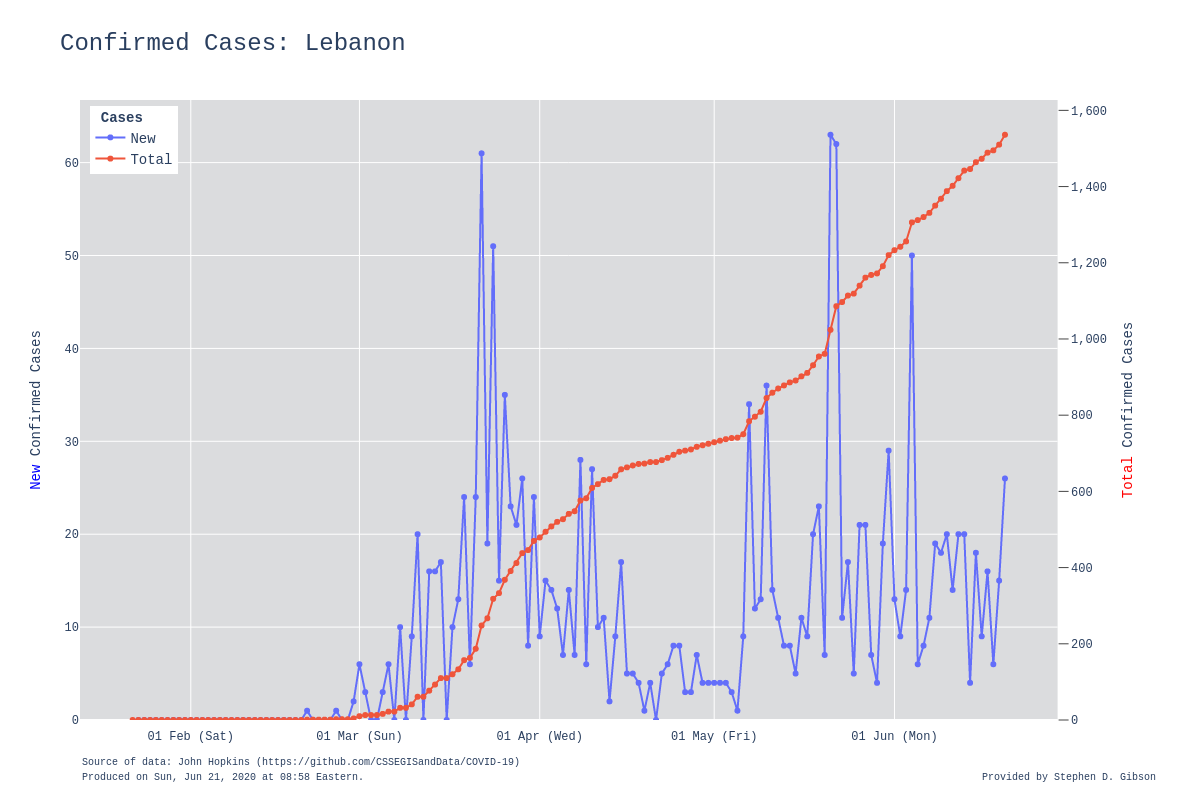 Confirmed Cases: Lebanon
Cases
New
Total
60
50
40
30
20
10
0
New Confirmed Cases
1,600
1,400
1,200
1,000
800
600
400
200
0
Total Confirmed Cases
01 Feb (Sat) 01 Mar (Sun) 01 Apr (Wed) 01 May (Fri) 01 Jun (Mon)
Source of data: John Hopkins (https://github.com/CSSEGISandData/COVID-19)
Produced on Sun, Jun 21, 2020 at 08:58 Eastern.
Provided by Stephen D. Gibson